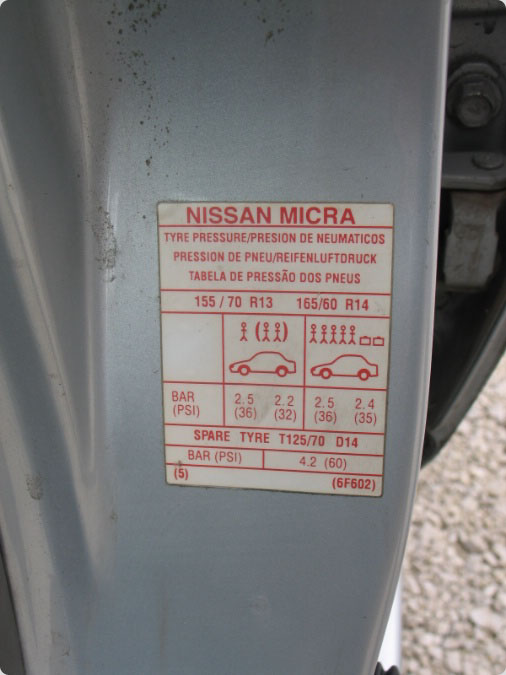 NISSAN MICRA
TYRE PRESSURE/PRESION DE NEUMATICOS
PRESSION DE PNEU/REIFENLUFTDRUCK
TABELA DE PRESSÃO DOS PNEUS
155 / 70 R13 165/60 R14
( )
BAR 2.5 2.2 2.5 2.4
(PSI) (36) (32) (36) (35)
SPARE TYRE T125/70 D14
BAR (PSI) 4.2 (60)
(5) (6F602)